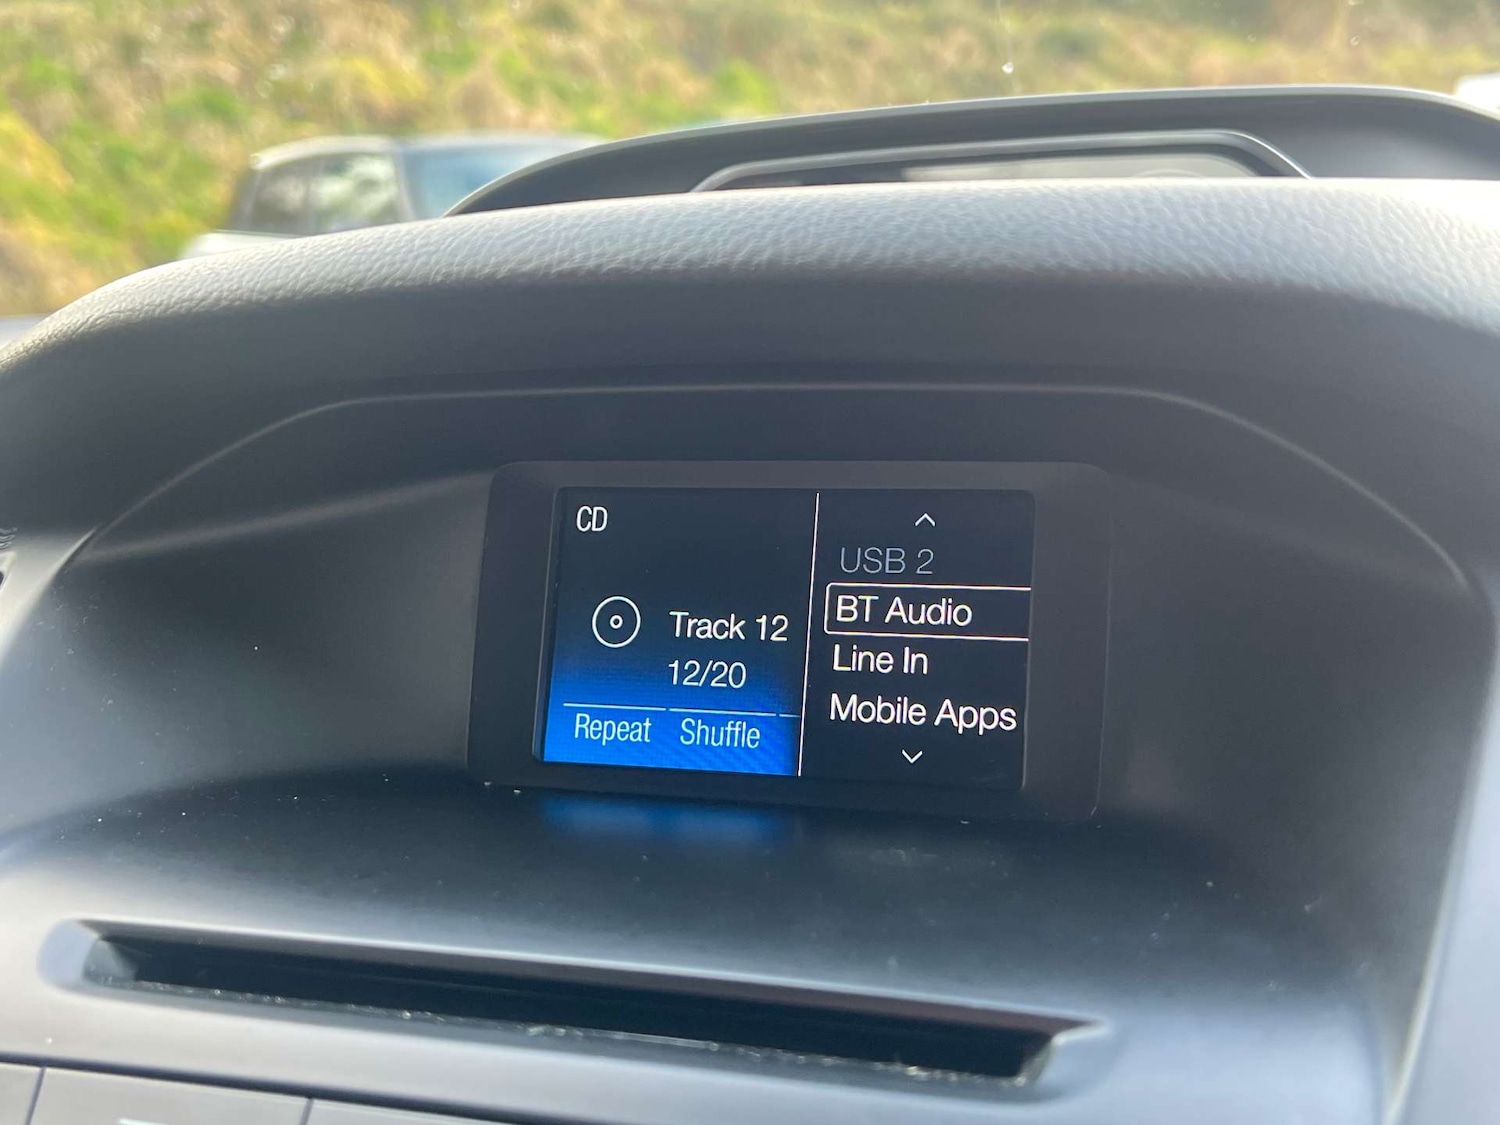 CD
Track 12
12/20
Repeat Shuffle
USB 2
BT Audio
Line In
Mobile Apps